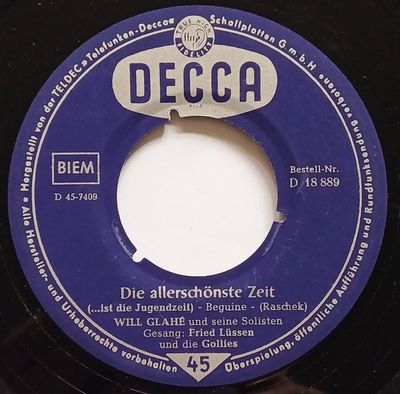 Hergestellt von der TELDEC »Telefunken-Decca« Schallplatten G.m.b.H
TRUE HIGH
FIDELITY
DECCA
BIEM
D 45-7409
Bestell-Nr.
D 18 889
Die allerschönste Zeit
(...ist die Jugendzeit) - Beguine - (Raschek)
WILL GLAHÉ und seine Solisten
Gesang: Fried Lüssen
und die Gollies
45
Alle Hersteller- und Urheberrechte vorbehalten
Überspielung, öffentliche Aufführung und Rundfunksendung verboten